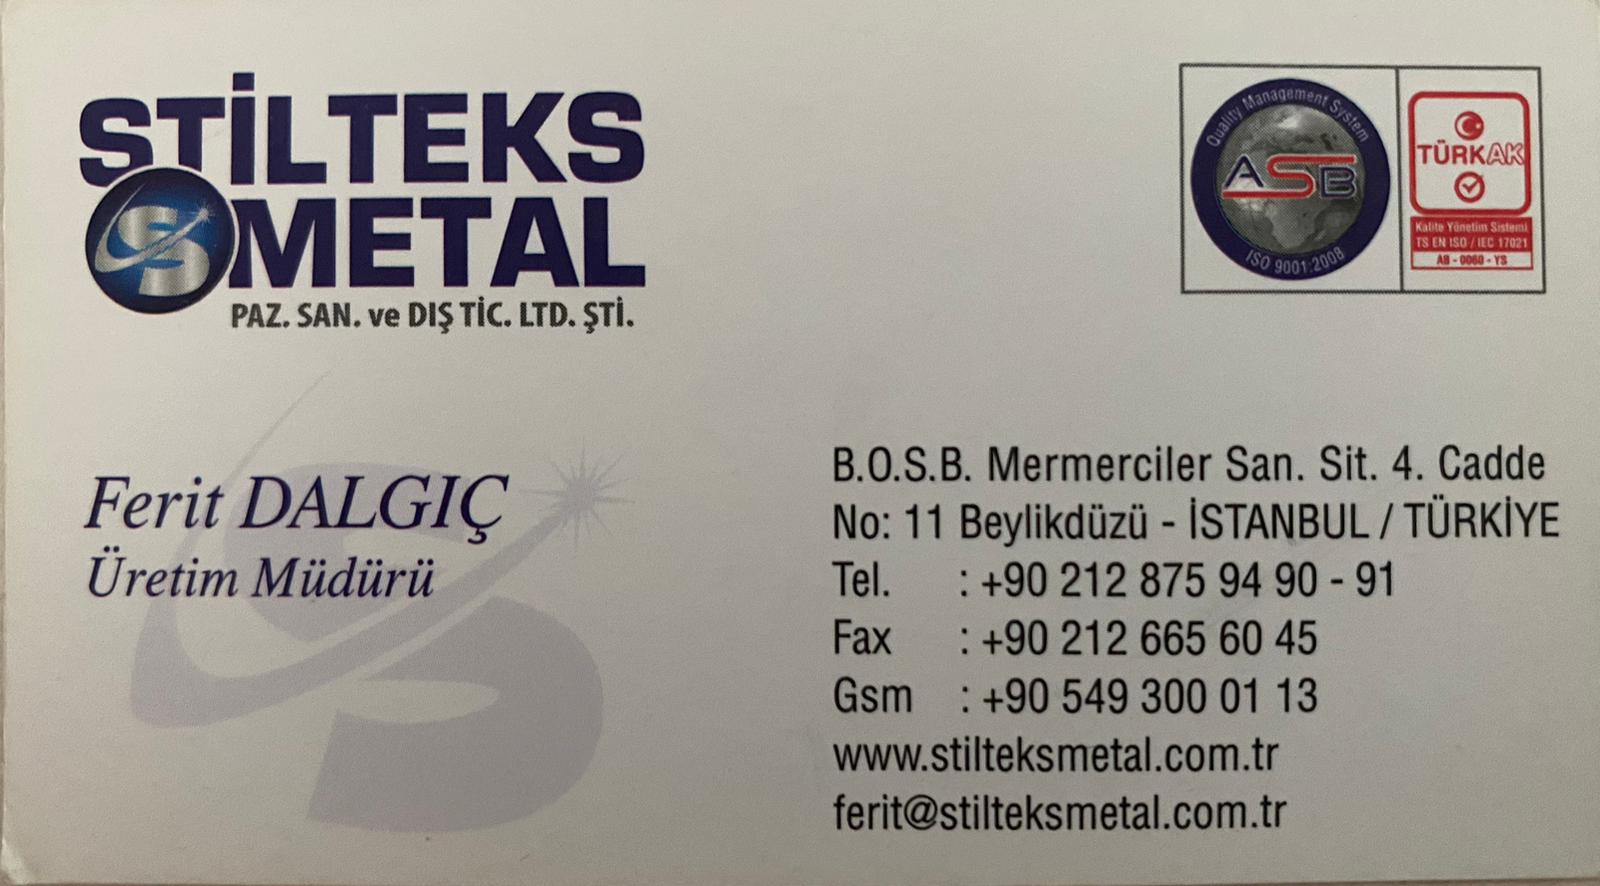 STİLTEKS
METAL
PAZ. SAN. ve DIŞ TİC. LTD. ŞTİ.
Quality Management System
ASB
ISO 9001:2008
TÜRKAK
Kalite Yönetim Sistemi
TS EN ISO / IEC 17021
AB - 0060 - YS
Ferit DALGIÇ
Üretim Müdürü
B.O.S.B. Mermerciler San. Sit. 4. Cadde
No: 11 Beylikdüzü - İSTANBUL / TÜRKİYE
Tel. : +90 212 875 94 90 - 91
Fax : +90 212 665 60 45
Gsm : +90 549 300 01 13
www.stilteksmetal.com.tr
ferit@stilteksmetal.com.tr